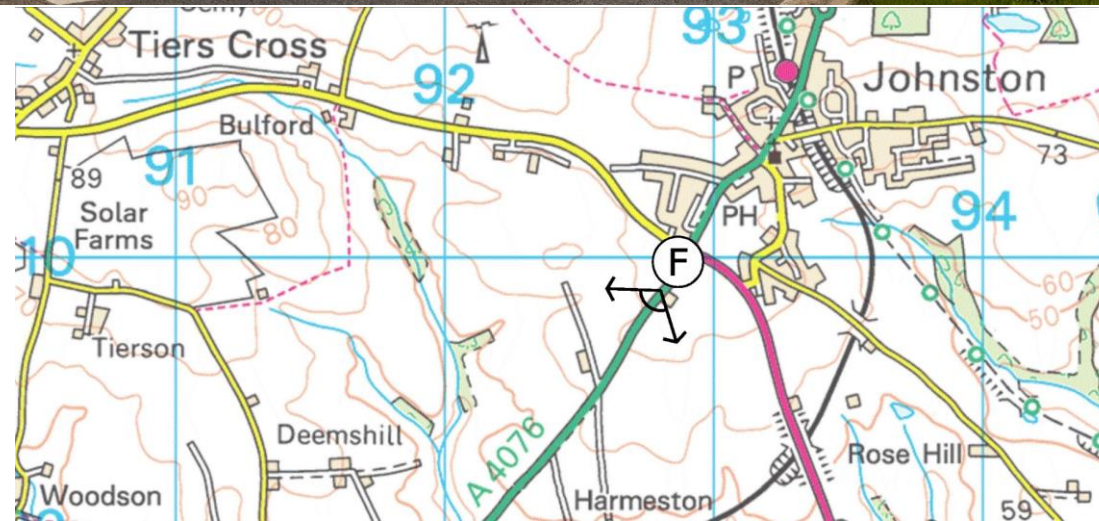 93
Tiers Cross
92
P
Johnston
Bulford
91
89
73
90
Solar
Farms
80
PH
94
10
F
60
50
Tierson
Deemshill
A 4076
Rose Hill
Woodson
Harmeston
59